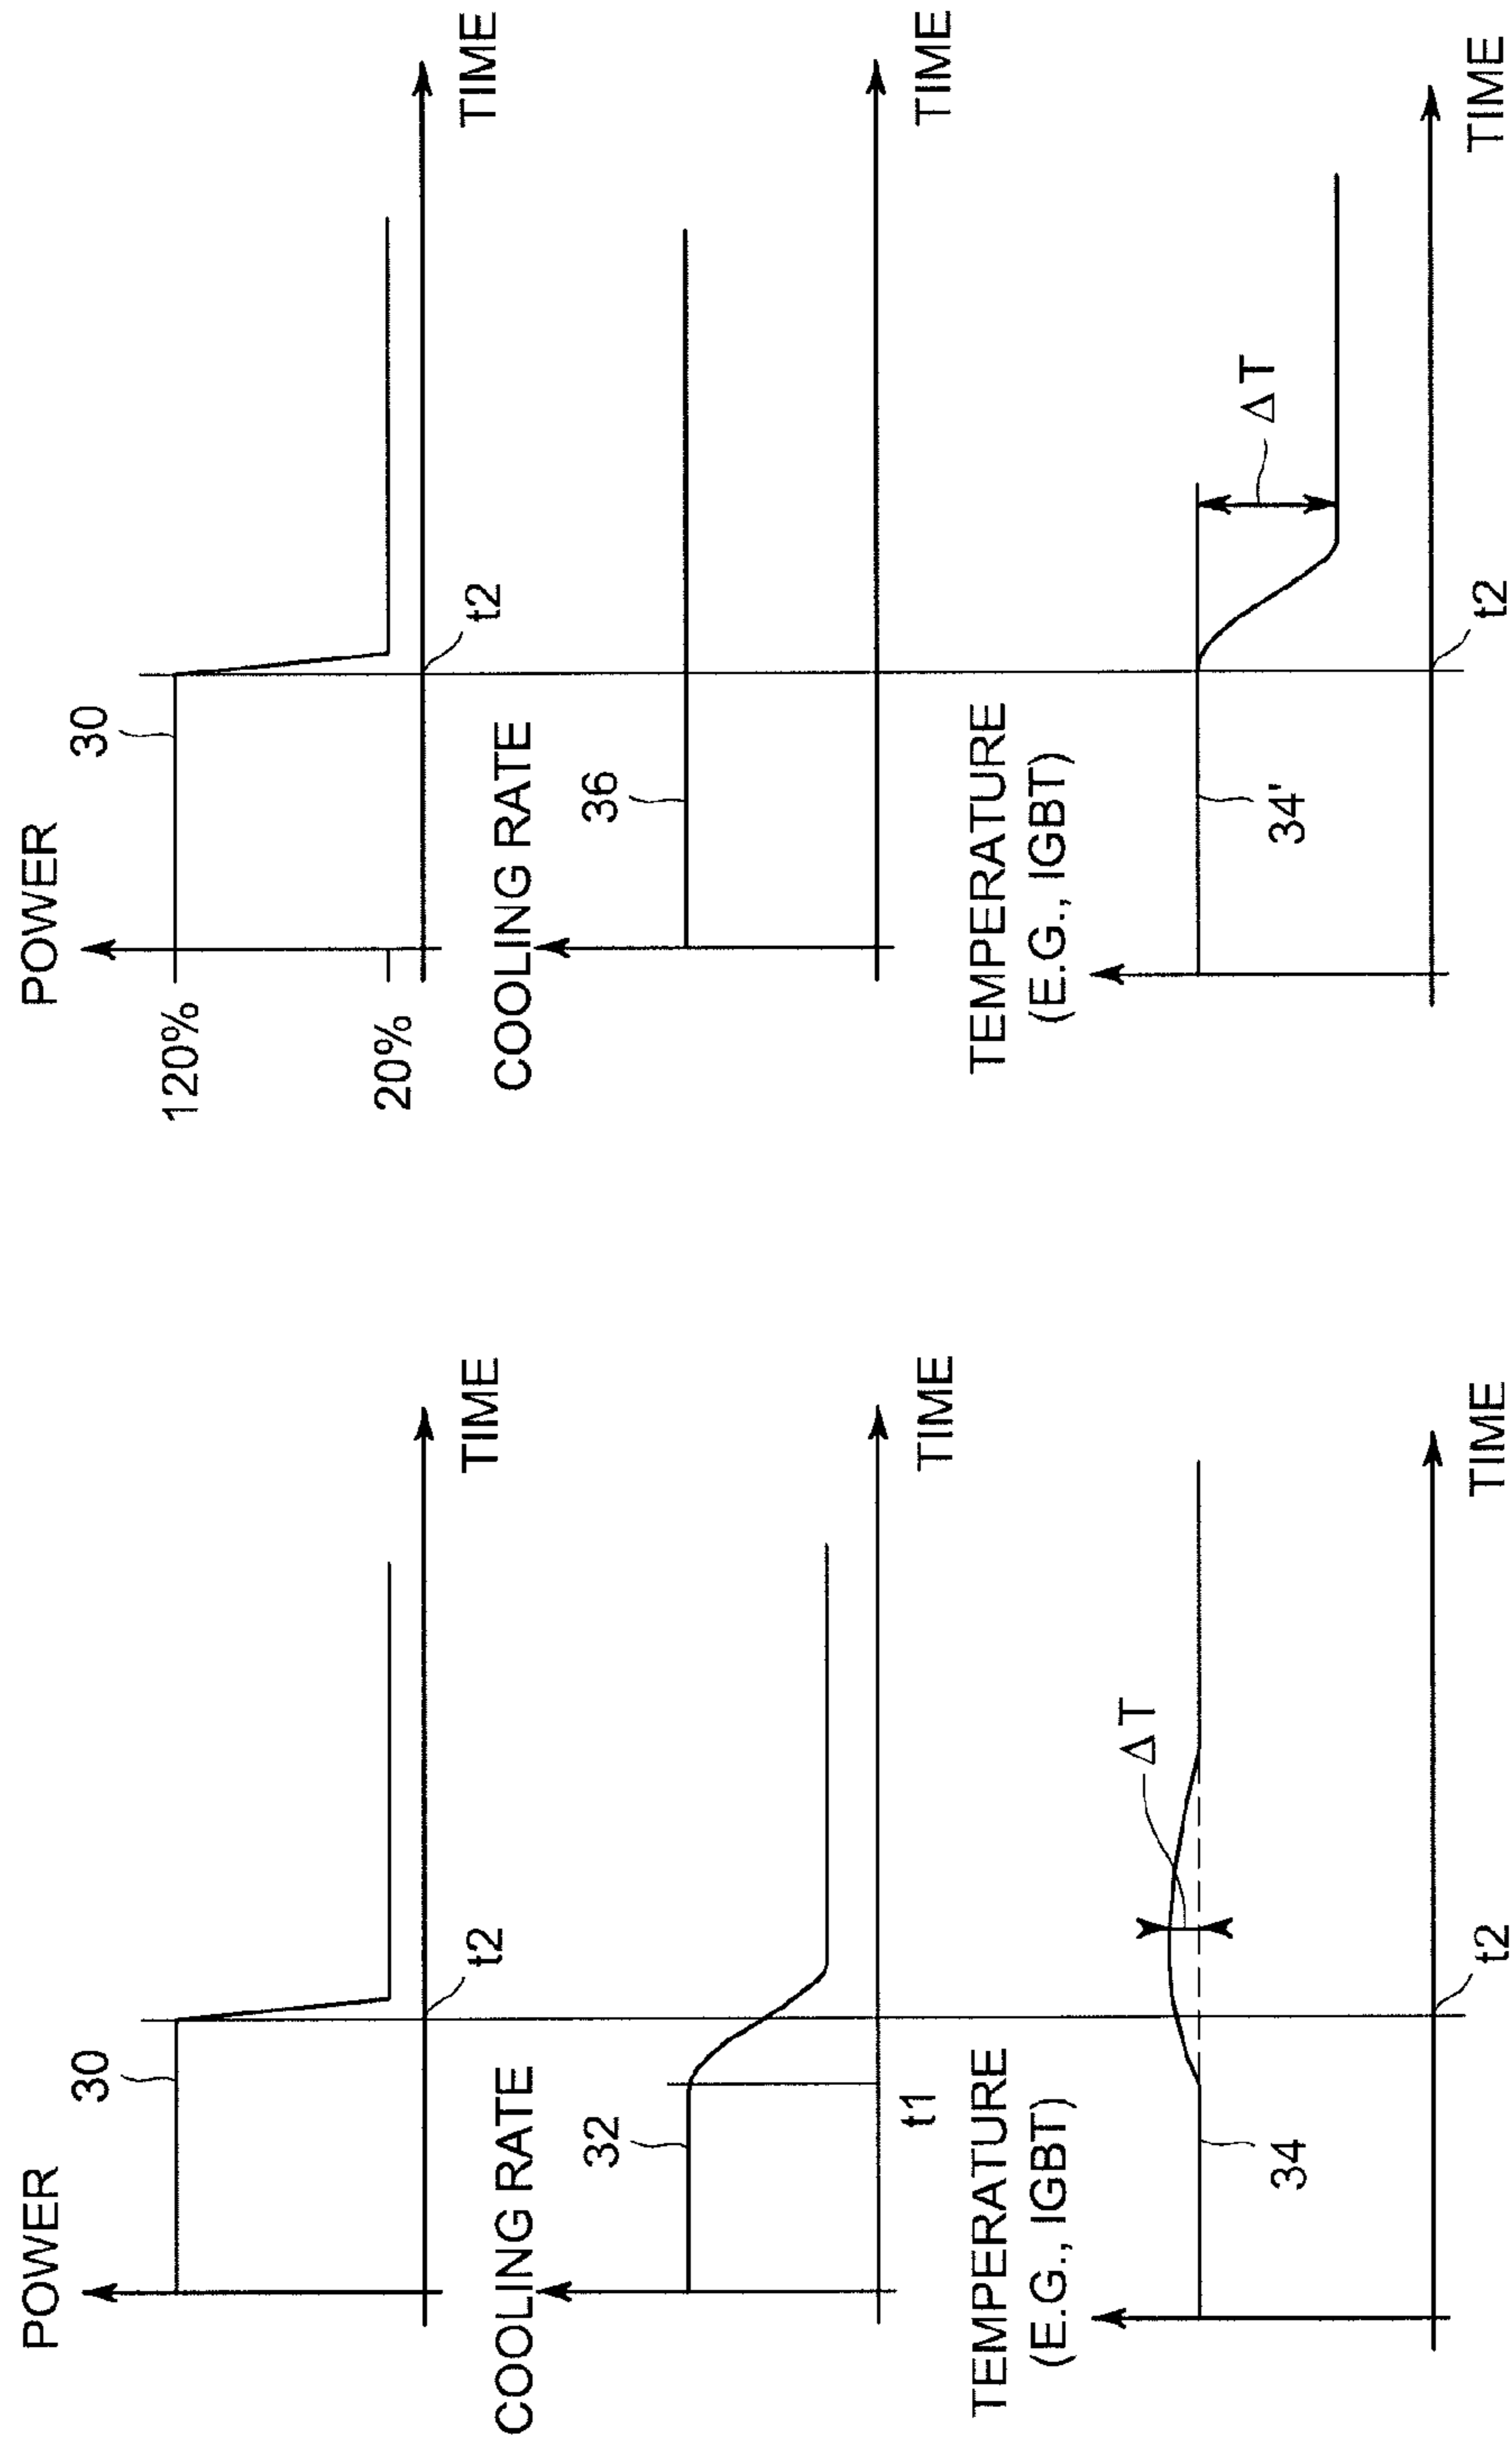 POWER
30
t2
TIME
COOLING RATE
32
t1
TIME
TEMPERATURE
(E.G., IGBT)
34
ΔT
t2
TIME
POWER
120%
20%
30
t2
TIME
COOLING RATE
36
TIME
TEMPERATURE
(E.G., IGBT)
34'
ΔT
t2
TIME